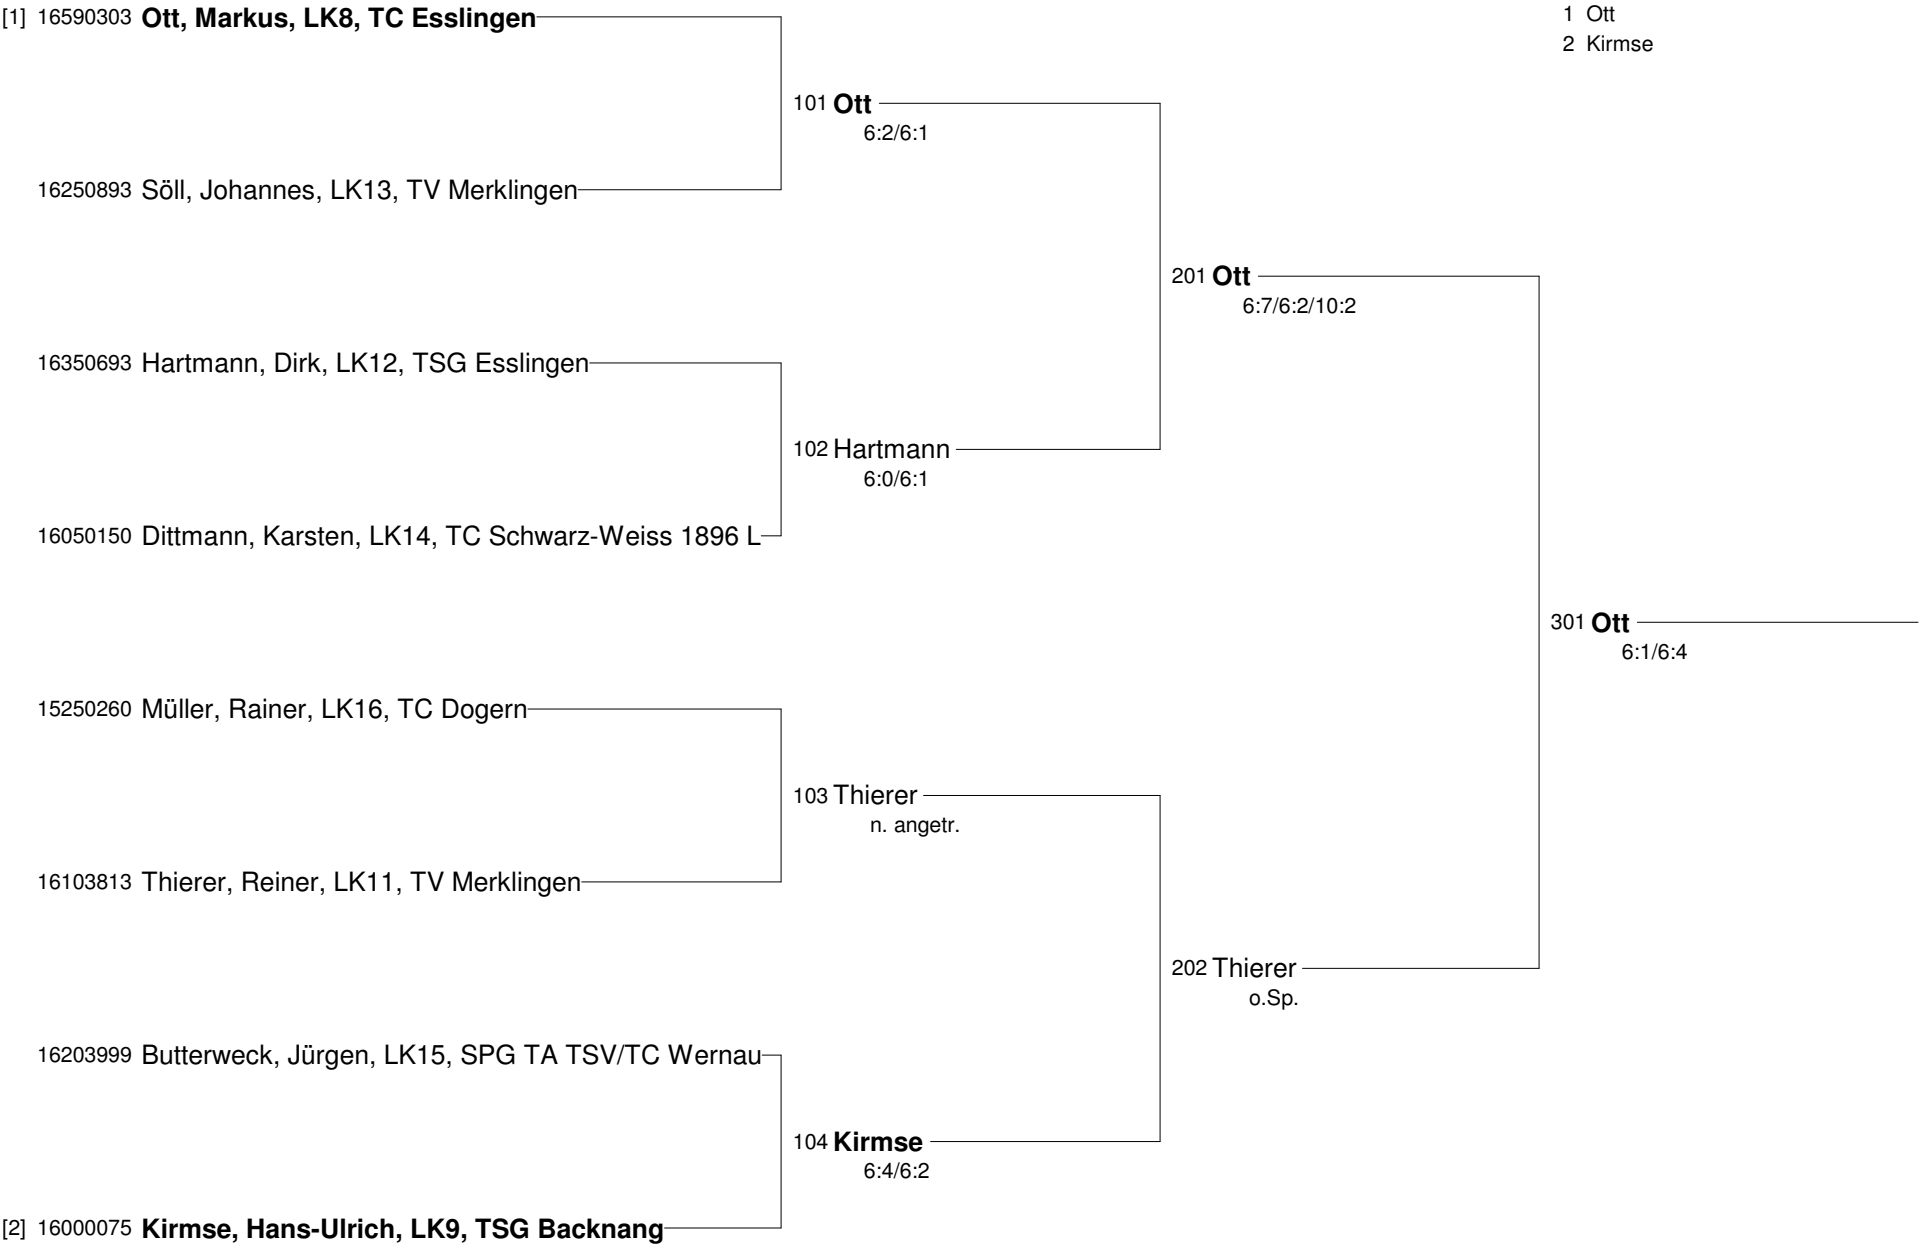 [1] 16590303 Ott, Markus, LK8, TC Esslingen
1 Ott
2 Kirmse
101 Ott
6:2/6:1
16250893 Söll, Johannes, LK13, TV Merklingen
201 Ott
6:7/6:2/10:2
16350693 Hartmann, Dirk, LK12, TSG Esslingen
102 Hartmann
6:0/6:1
16050150 Dittmann, Karsten, LK14, TC Schwarz-Weiss 1896 L
301 Ott
6:1/6:4
15250260 Müller, Rainer, LK16, TC Dogern
103 Thierer
n. angetr.
16103813 Thierer, Reiner, LK11, TV Merklingen
202 Thierer
o.Sp.
16203999 Butterweck, Jürgen, LK15, SPG TA TSV/TC Wernau
104 Kirmse
6:4/6:2
[2] 16000075 Kirmse, Hans-Ulrich, LK9, TSG Backnang